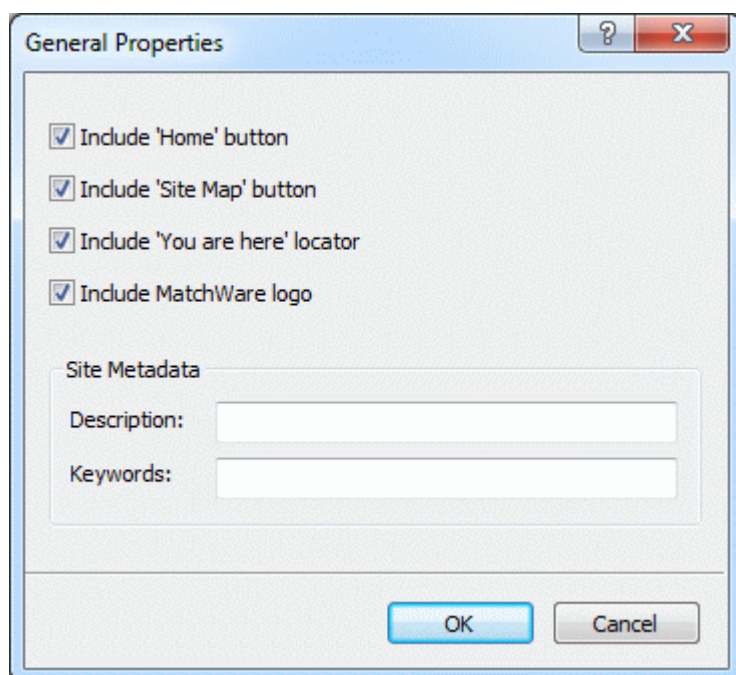 General Properties
?
Include 'Home' button
Include 'Site Map' button
Include 'You are here' locator
Include MatchWare logo
Site Metadata
Description:
Keywords:
OK Cancel